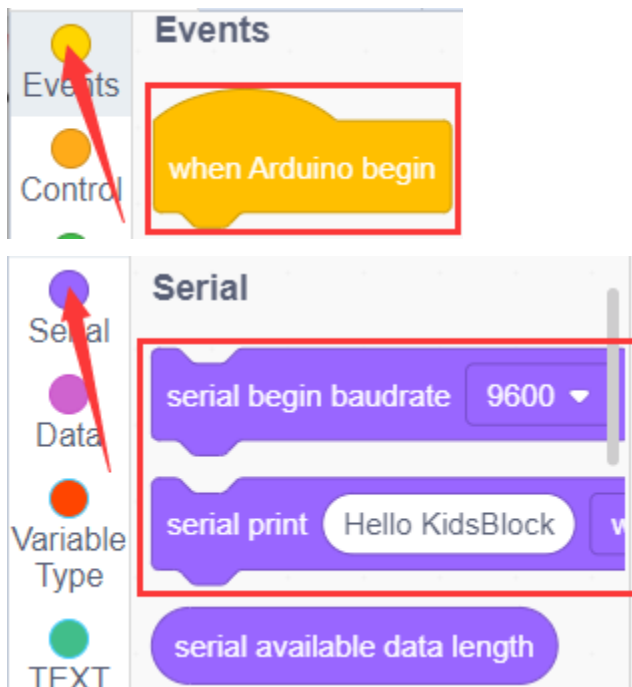 Events
Events
when Arduino begin
Control
Serial
Serial
serial begin baudrate 9600
Data
serial print Hello KidsBlock w
Variable
Type
serial available data length
TEXT